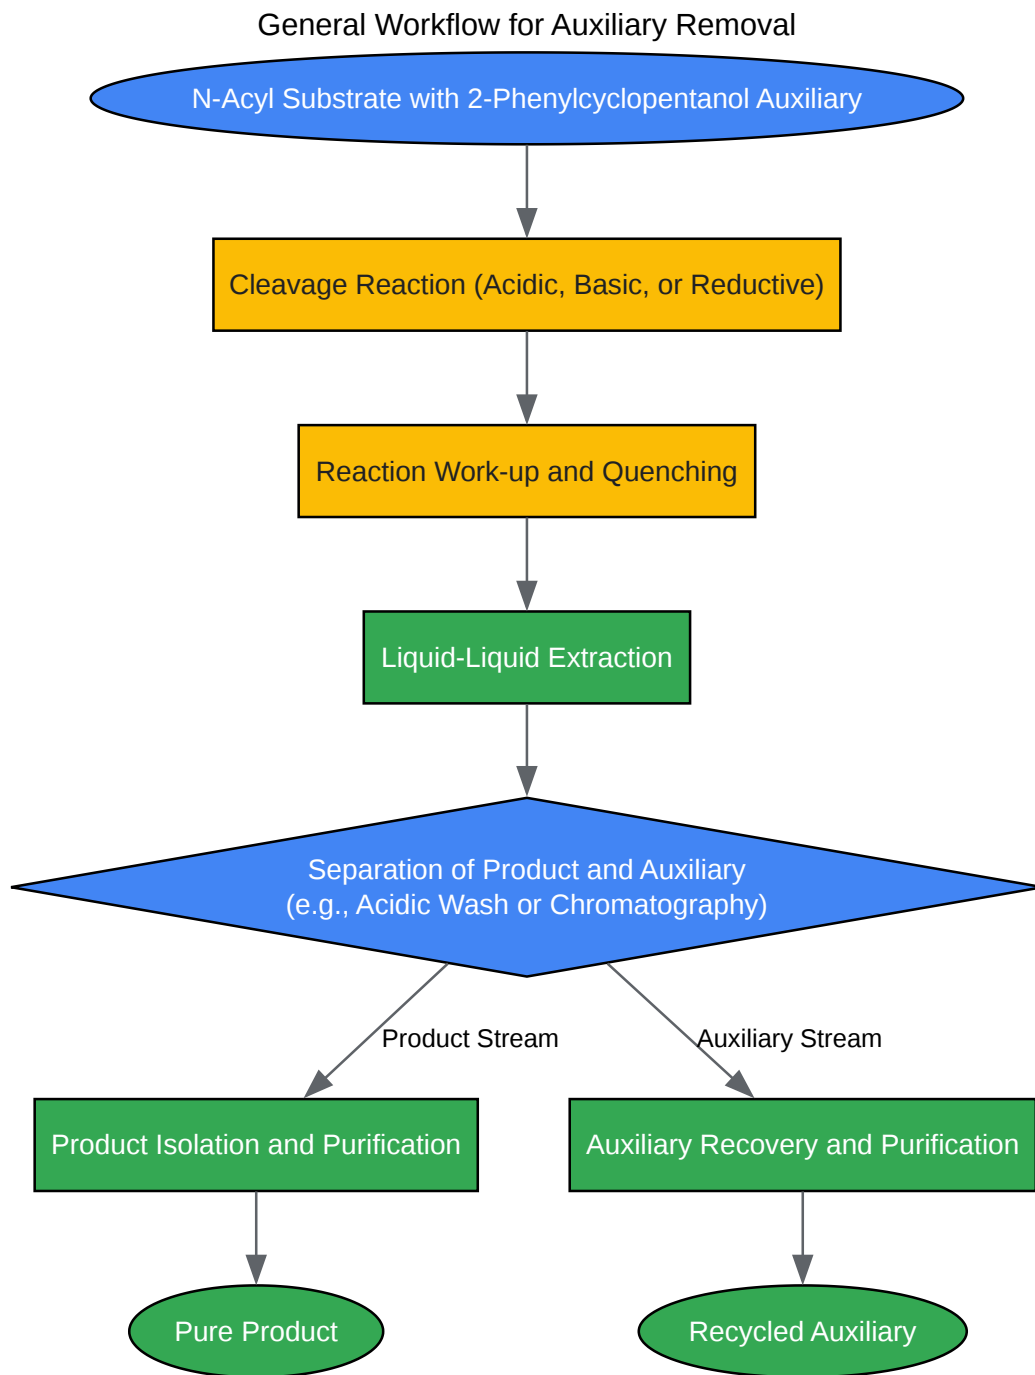 General Workflow for Auxiliary Removal
N-Acyl Substrate with 2-Phenylcyclopentanol Auxiliary
Cleavage Reaction (Acidic, Basic, or Reductive)
Reaction Work-up and Quenching
Liquid-Liquid Extraction
Separation of Product and Auxiliary
(e.g., Acidic Wash or Chromatography)
Product Stream
Auxiliary Stream
Product Isolation and Purification
Auxiliary Recovery and Purification
Pure Product
Recycled Auxiliary